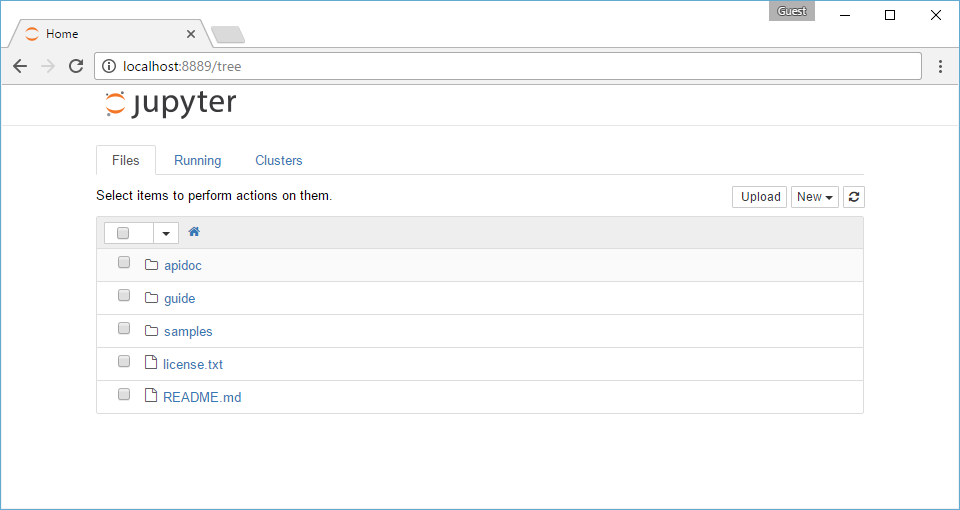 Guest
Home
localhost:8889/tree
jupyter
Files Running Clusters
Select items to perform actions on them.
Upload New
apidoc
guide
samples
license.txt
README.md